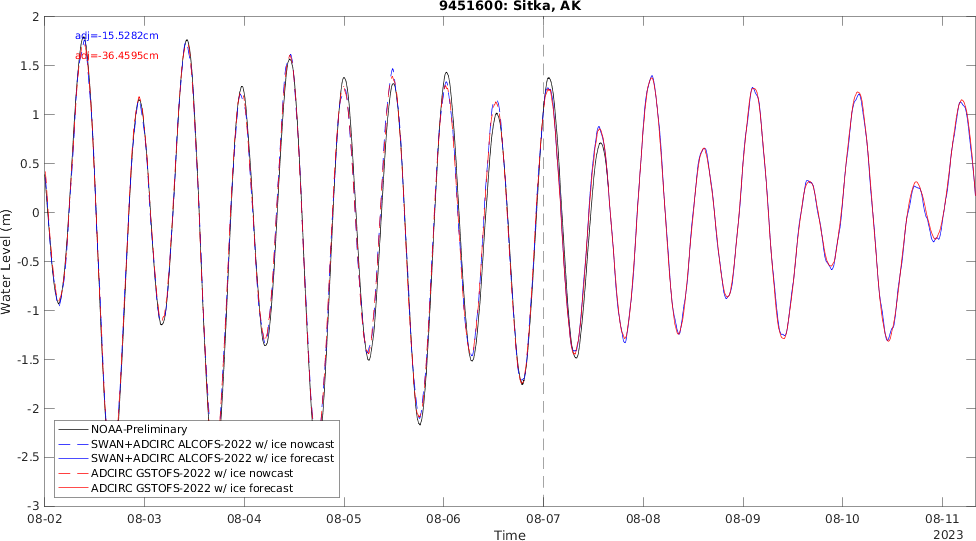 9451600: Sitka, AK
adj=-15.5282cm
adj=-36.4595cm
2
1.5
1
0.5
0
-0.5
-1
-1.5
-2
-2.5
-3
Water Level (m)
NOAA-Preliminary
SWAN+ADCIRC ALCOFS-2022 w/ ice nowcast
SWAN+ADCIRC ALCOFS-2022 w/ ice forecast
ADCIRC GSTOFS-2022 w/ ice nowcast
ADCIRC GSTOFS-2022 w/ ice forecast
08-02 08-03 08-04 08-05 08-06 08-07 08-08 08-09 08-10 08-11
Time 2023